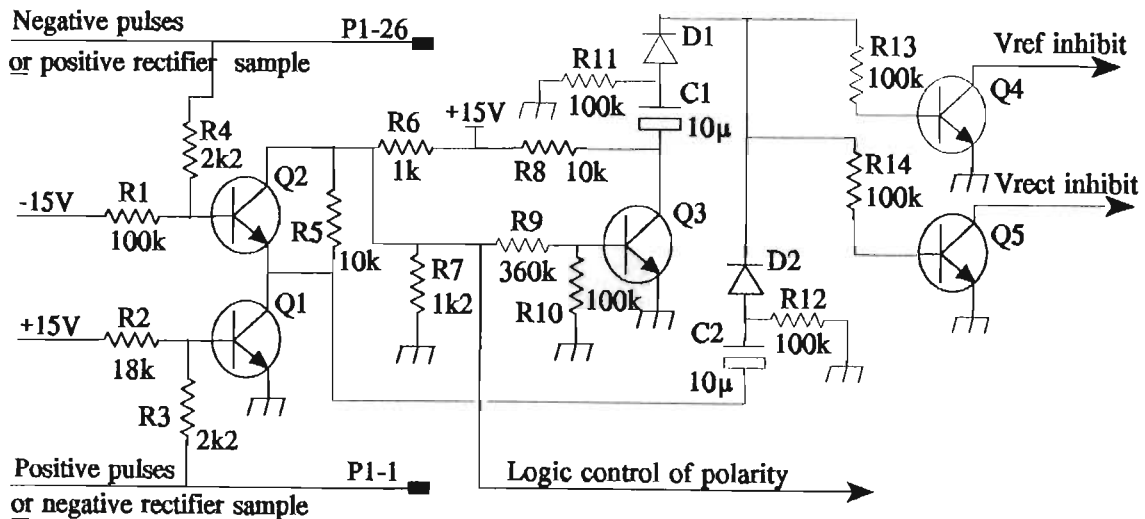 Negative pulses
P1-26
or positive rectifier sample
R4
2k2
-15V
R1
100k
Q2
R5
10k
+15V
R2
18k
Q1
R3
2k2
Positive pulses
P1-1
or negative rectifier sample
R6
1k
+15V
R8
10k
R7
1k2
R9
360k
R10
100k
Q3
R11
100k
D1
C1
10µ
D2
R12
100k
C2
10µ
R13
100k
Q4
Vref inhibit
R14
100k
Q5
Vrect inhibit
Logic control of polarity